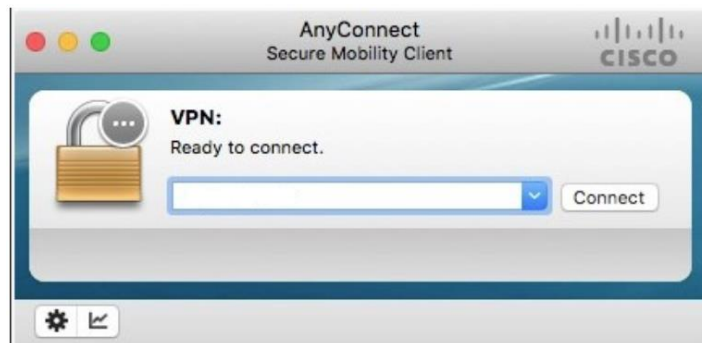 AnyConnect
Secure Mobility Client
CISCO
VPN:
Ready to connect.
Connect